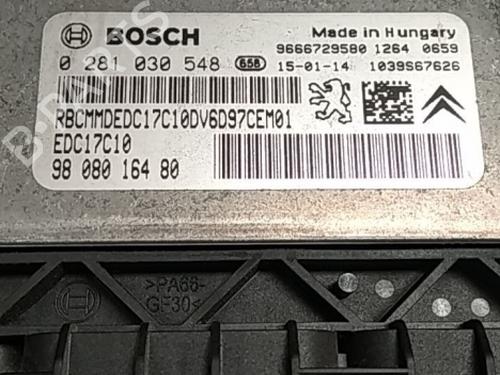 BOSCH
Made in Hungary
9666729580 1264 0659
0 281 030 548 658
15-01-14 1039S67626
RBCMMDEDC17C10DV6D97CEM01
EDC17C10
98 080 164 80
>PA66-
GF30<
B-PARTS